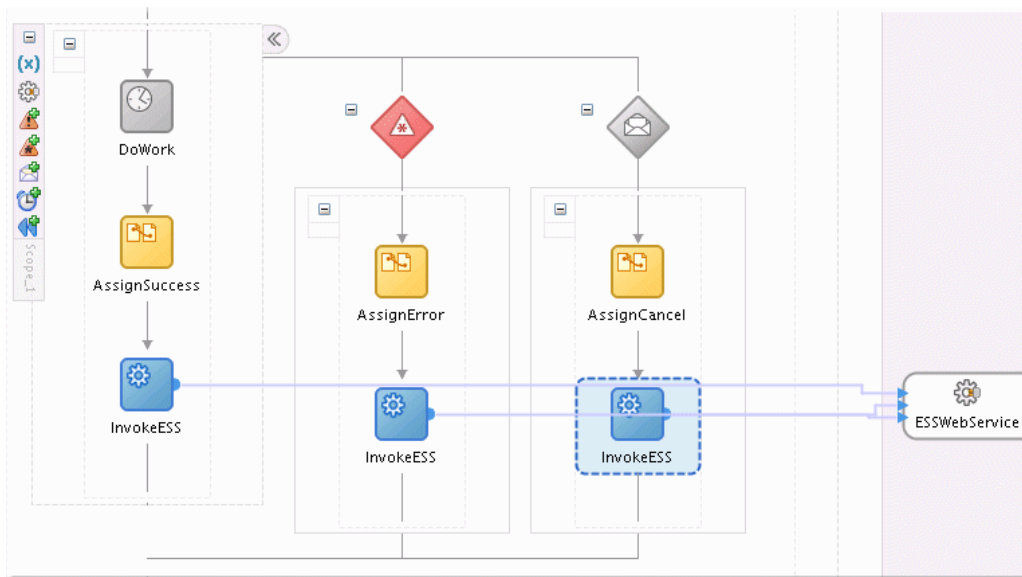 (x)
Scope_1
DoWork
AssignSuccess
InvokeESS
AssignError
InvokeESS
AssignCancel
InvokeESS
ESSWebService